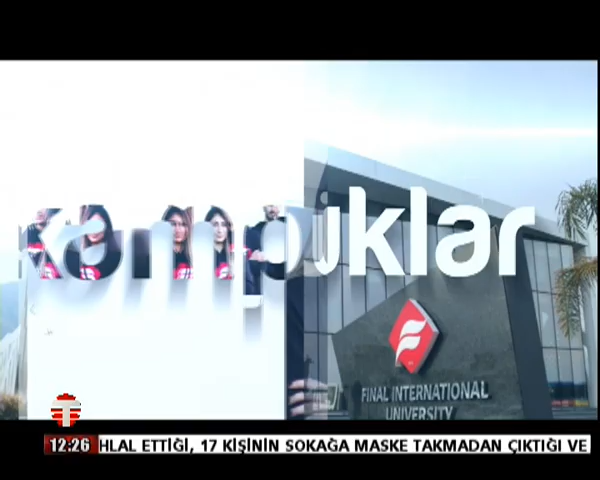 kampüklar
FINAL INTERNATIONAL
UNIVERSITY
12:26 HLAL ETTİĞİ, 17 KİŞİNİN SOKAĞA MASKE TAKMADAN ÇIKTIĞI VE